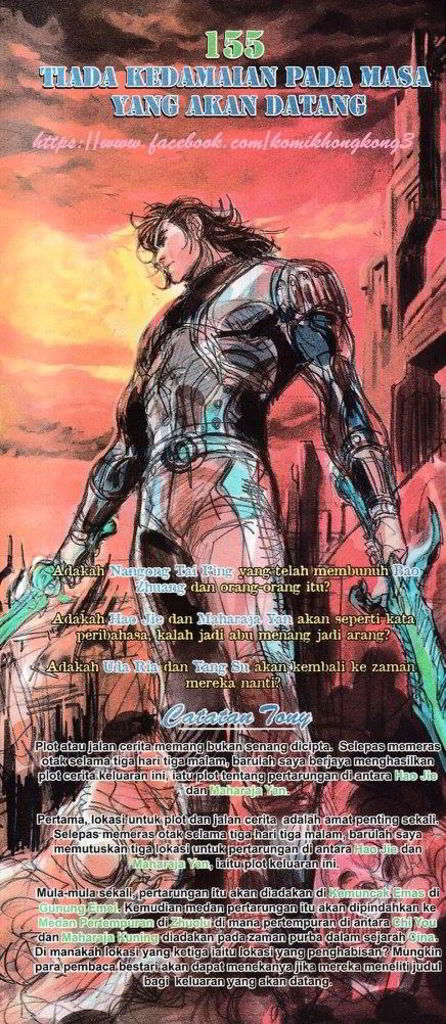 155
TIADA KEDAMAIAN PADA MASA
YANG AKAN DATANG
https://www.facebook.com/komikhongkong3
Adakah Nangong Tai Ping yang telah membunuh Bao
Zhuang dan orang-orang itu?
Adakah Hao Jie dan Maharaja Yan akan seperti kata
peribahasa, kalah jadi abu menang jadi arang?
Adakah Uda Ria dan Yang Su akan kembali ke zaman
mereka nanti?
Catatan Tony
Plot atau jalan cerita memang bukan senang dicipta. Selepas memeras
otak selama tiga hari tiga malam, barulah saya berjaya menghasilkan
plot cerita keluaran ini, iatu plot tentang pertarungan di antara Hao Jie
dan Maharaja Yan.
Pertama, lokasi untuk plot dan jalan cerita adalah amat penting sekali.
Selepas memeras otak selama tiga hari tiga malam, barulah saya
memutuskan tiga lokasi untuk pertarungan di antara Hao Jie dan
Maharaja Yan, iaitu plot keluaran ini.
Mula-mula sekali, pertarungan itu akan diadakan di Kemuncak Emas di
Gunung Emei. Kemudian medan pertarungan itu akan dipindahkan ke
Medan Pertempuran di Zhuolu di mana pertempuran di antara Chi You
dan Maharaja Kuning diadakan pada zaman purba dalam sejarah Cina.
Di manakah lokasi yang ketiga iaitu lokasi yang penghabisan? Mungkin
para pembaca bestari akan dapat menekanya jika mereka meneliti judul
bagi keluaran yang akan datang.